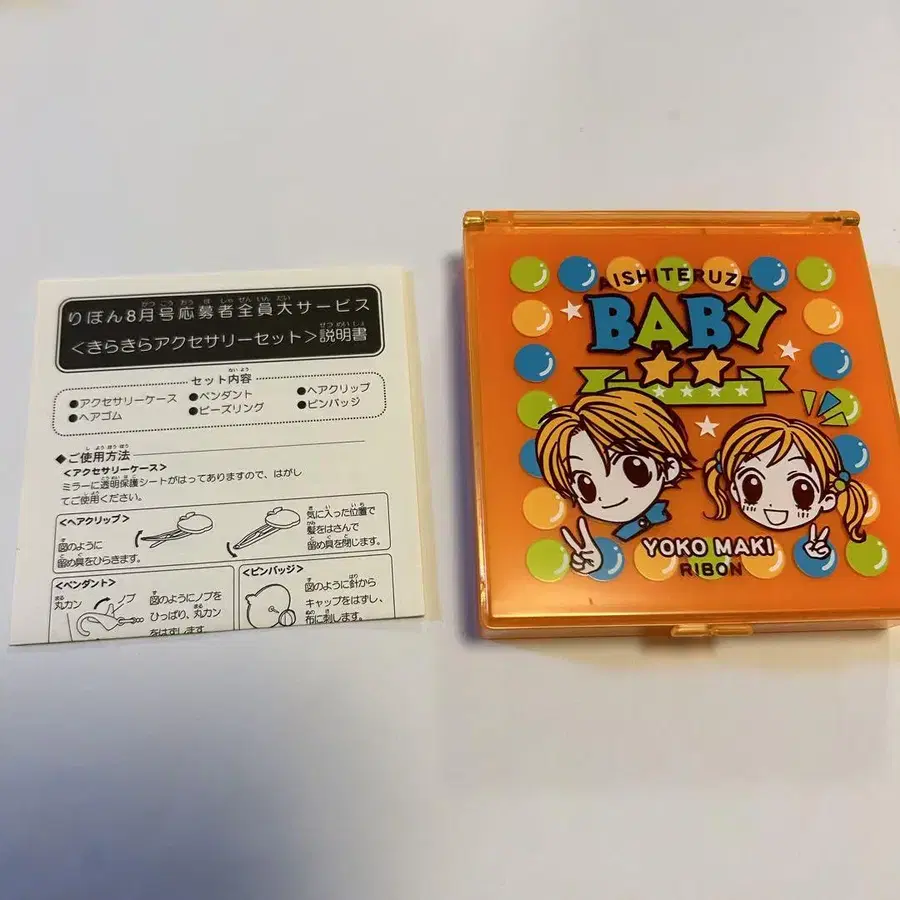 りぼん8月号応募者全員大サービス
<きらきらアクセサリーセット>説明書
セット内容
●アクセサリーケース ●ペンダント ●ヘアクリップ
●ヘアゴム ●ビーズリング ●ピンバッジ
◆ご使用方法
<アクセサリーケース>
ミラーに透明保護シートがはってありますので、はがし
てご使用ください。
<ヘアクリップ>
図のように
留め具をひらきます。
気に入った位置で
髪をはさんで
留め具を閉じます。
<ペンダント>
丸カン
ノブ
図のようにノブを
ひっぱり、丸カン
をはずします。
<ピンバッジ>
図のように針から
キャップをはずし、
布に刺します。
AISHITERUZE
BABY
★★
YOKO MAKI
RIBON